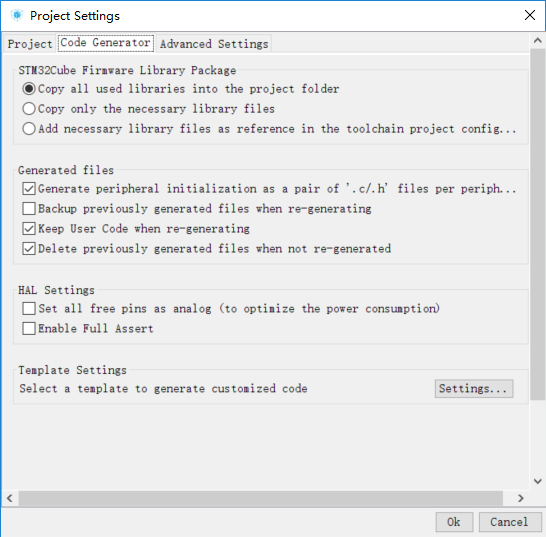 Project Settings
Project Code Generator Advanced Settings
STM32Cube Firmware Library Package
Copy all used libraries into the project folder
Copy only the necessary library files
Add necessary library files as reference in the toolchain project config...
Generated files
Generate peripheral initialization as a pair of '.c/.h' files per periph...
Backup previously generated files when re-generating
Keep User Code when re-generating
Delete previously generated files when not re-generated
HAL Settings
Set all free pins as analog (to optimize the power consumption)
Enable Full Assert
Template Settings
Select a template to generate customized code Settings...
Ok Cancel